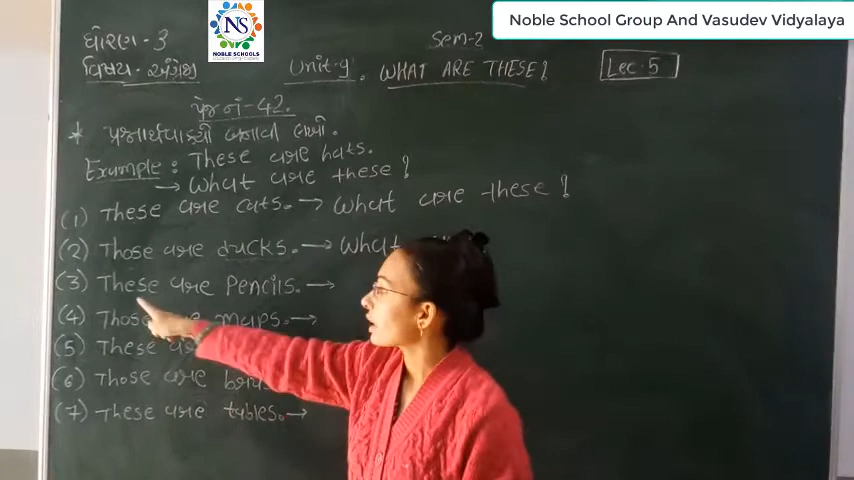 Noble School Group And Vasudev Vidyalaya
NS
NOBLE SCHOOLS
ધોરણ - 3
Sem-2
વિષય - અંગ્રેજી
Unit-9. WHAT ARE THESE?
Lec-5
પેજ નં - 42.
* પ્રશ્નાર્થવાક્યો બનાવી લખો.
Example: These are hats.
→ What are these?
(1) These are cats. → What are these?
(2) Those are ducks. → What
(3) These are Pencils. →
(4) Those maps. →
(5) These
(6) Those are
(7) These are tables. →